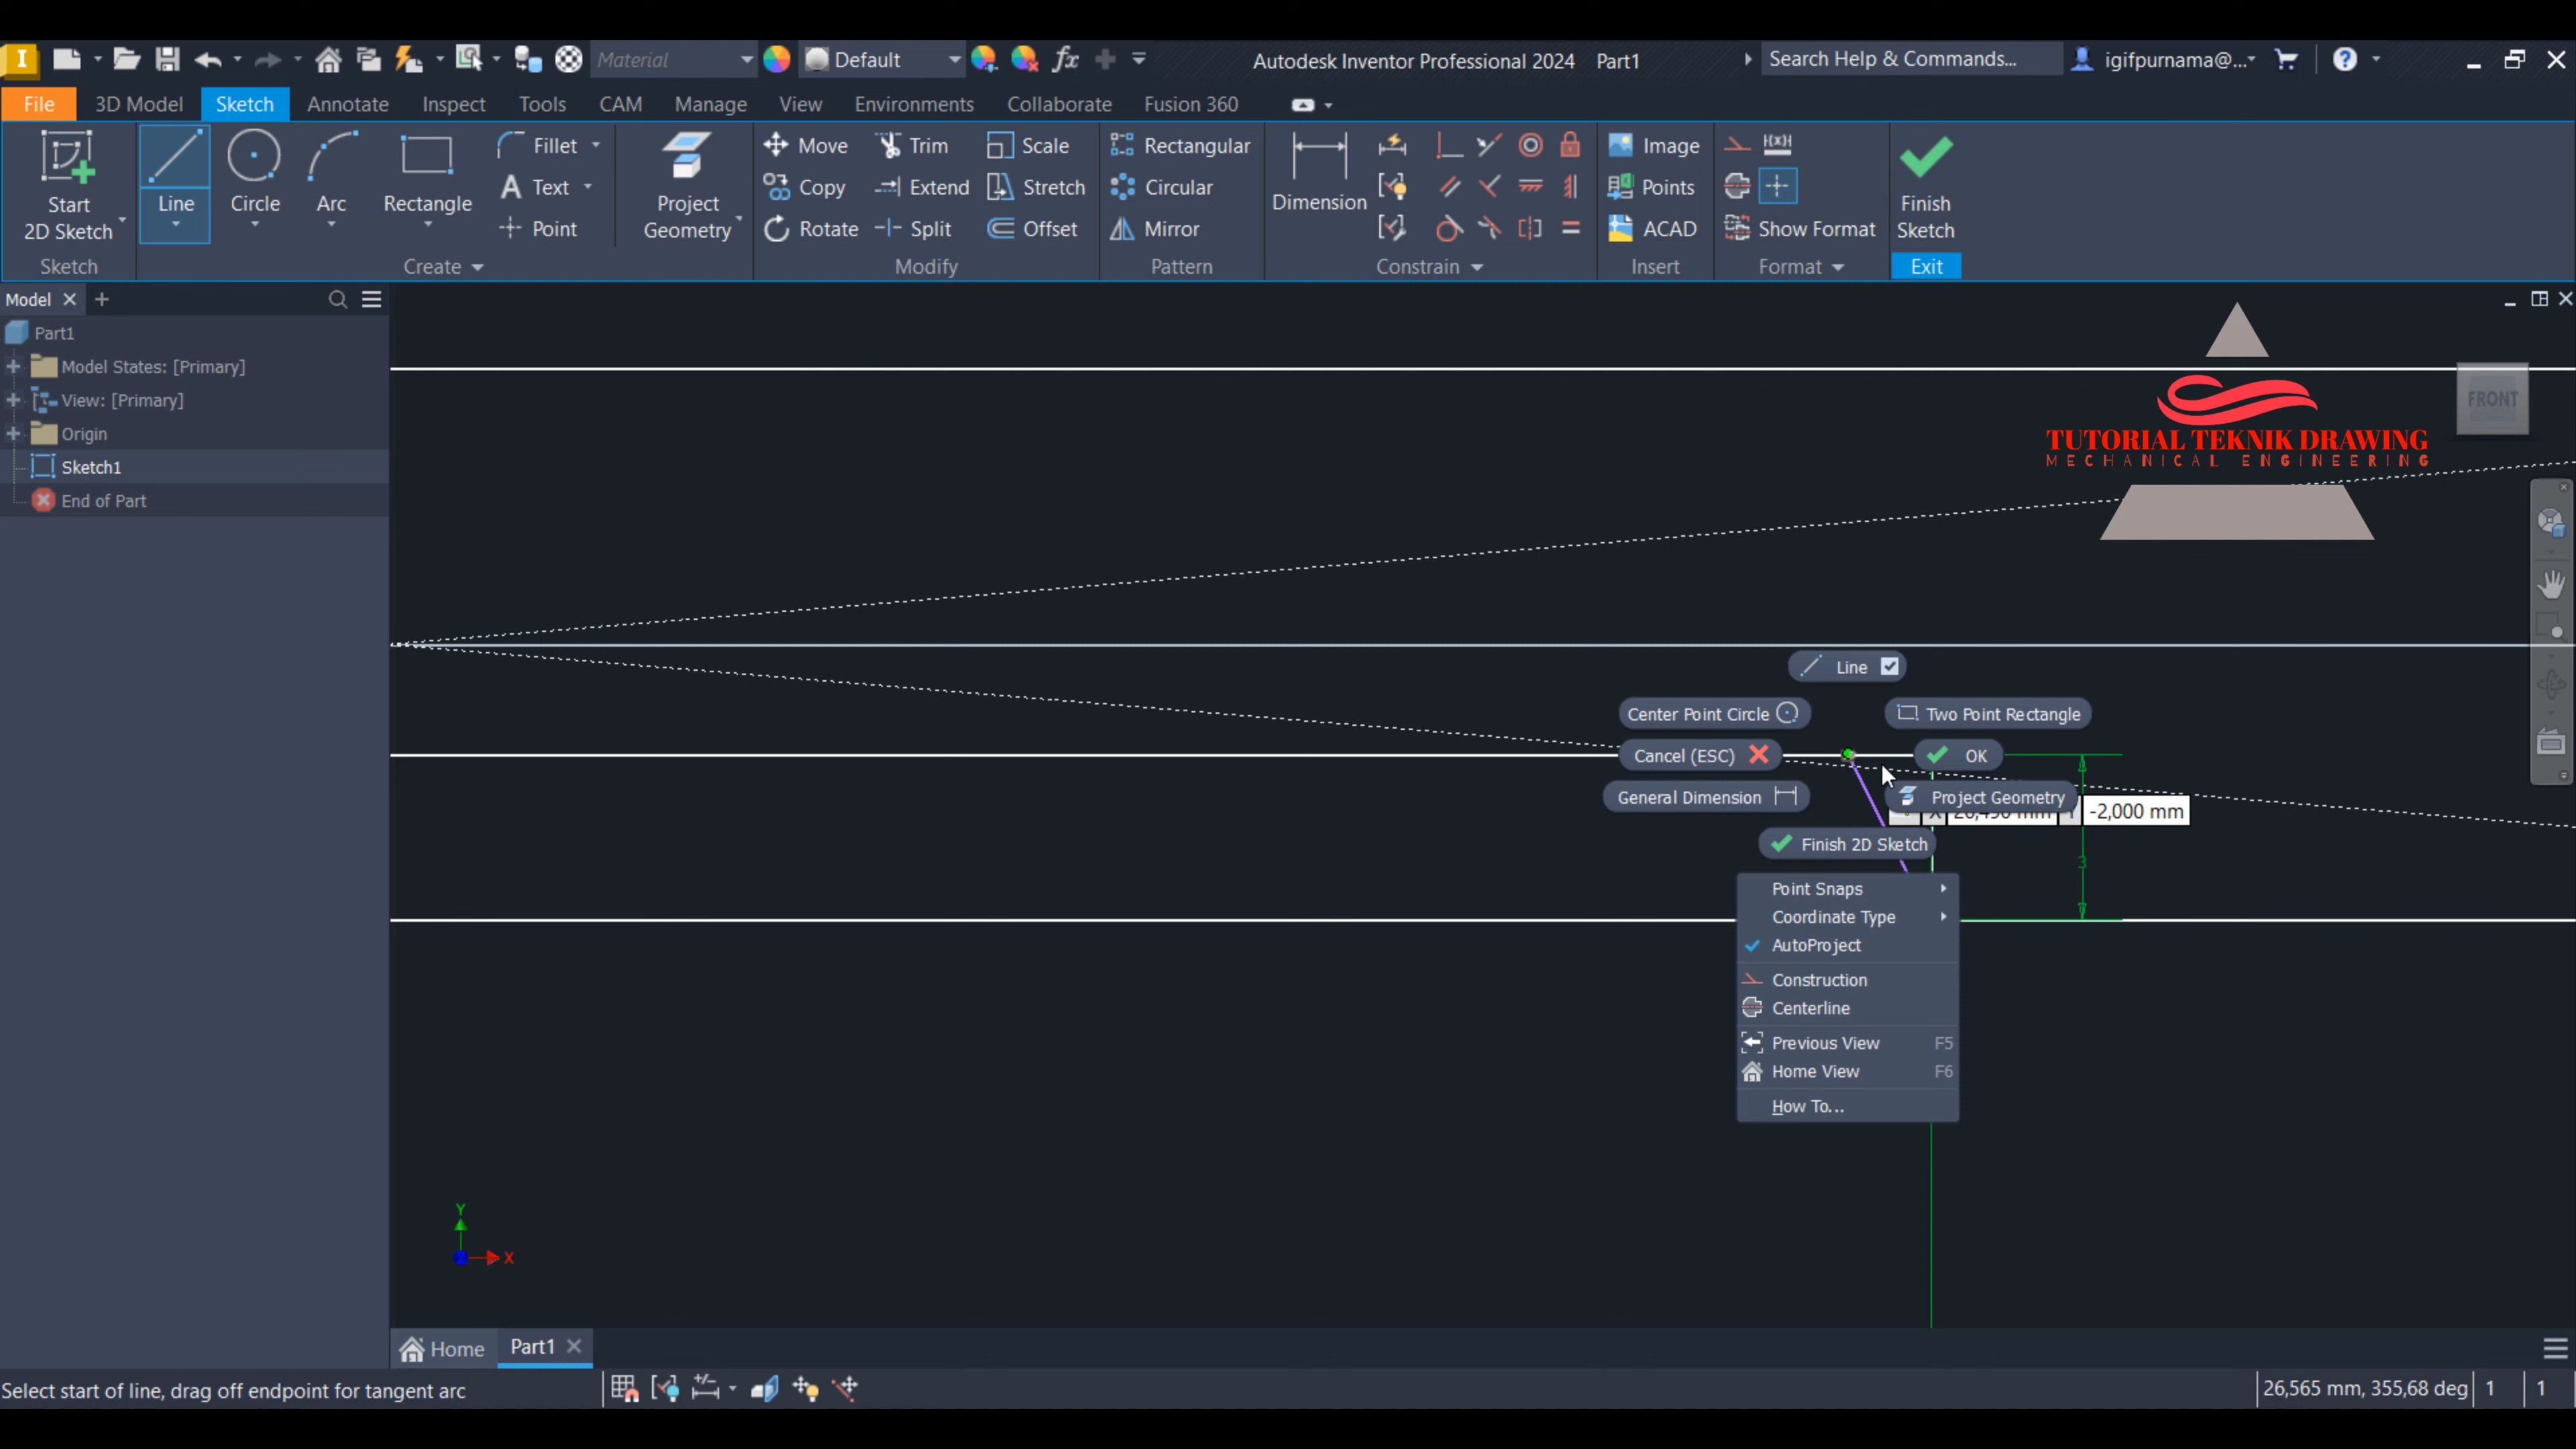 Material
Default
Autodesk Inventor Professional 2024 Part1
Search Help & Commands...
igifpurnama@...
File 3D Model Sketch Annotate Inspect Tools CAM Manage View Environments Collaborate Fusion 360
Start
2D Sketch
Line
Circle
Arc
Rectangle
Fillet
Text
Point
Project
Geometry
Move
Copy
Rotate
Trim
Extend
Split
Scale
Stretch
Offset
Rectangular
Circular
Mirror
Dimension
Image
Points
ACAD
Show Format
Finish
Sketch
Sketch Create Modify Pattern Constrain Insert Format Exit
Model
Part1
Model States: [Primary]
View: [Primary]
Origin
Sketch1
End of Part
FRONT
TUTORIAL TEKNIK DRAWING
MECHANICAL ENGINEERING
Line
Center Point Circle
Two Point Rectangle
Cancel (ESC)
OK
General Dimension
Project Geometry
-2,000 mm
Finish 2D Sketch
3
Point Snaps
Coordinate Type
AutoProject
Construction
Centerline
Previous View F5
Home View F6
How To...
Y
X
Home Part1
Select start of line, drag off endpoint for tangent arc
26,565 mm, 355,68 deg 1 1